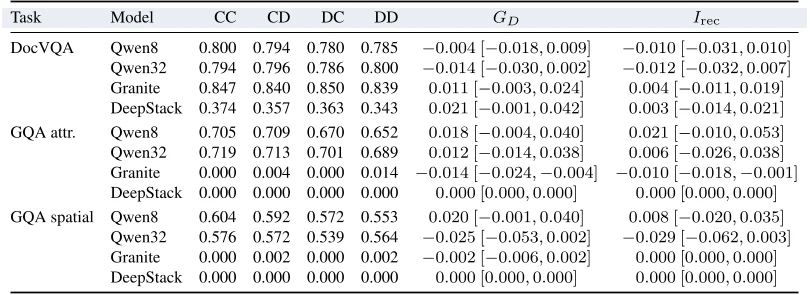 Task Model CC CD DC DD G_D I_rec
DocVQA Qwen8 0.800 0.794 0.780 0.785 −0.004 [−0.018, 0.009] −0.010 [−0.031, 0.010]
Qwen32 0.794 0.796 0.786 0.800 −0.014 [−0.030, 0.002] −0.012 [−0.032, 0.007]
Granite 0.847 0.840 0.850 0.839 0.011 [−0.003, 0.024] 0.004 [−0.011, 0.019]
DeepStack 0.374 0.357 0.363 0.343 0.021 [−0.001, 0.042] 0.003 [−0.014, 0.021]
GQA attr. Qwen8 0.705 0.709 0.670 0.652 0.018 [−0.004, 0.040] 0.021 [−0.010, 0.053]
Qwen32 0.719 0.713 0.701 0.689 0.012 [−0.014, 0.038] 0.006 [−0.026, 0.038]
Granite 0.000 0.004 0.000 0.014 −0.014 [−0.024, −0.004] −0.010 [−0.018, −0.001]
DeepStack 0.000 0.000 0.000 0.000 0.000 [0.000, 0.000] 0.000 [0.000, 0.000]
GQA spatial Qwen8 0.604 0.592 0.572 0.553 0.020 [−0.001, 0.040] 0.008 [−0.020, 0.035]
Qwen32 0.576 0.572 0.539 0.564 −0.025 [−0.053, 0.002] −0.029 [−0.062, 0.003]
Granite 0.000 0.002 0.000 0.002 −0.002 [−0.006, 0.002] 0.000 [0.000, 0.000]
DeepStack 0.000 0.000 0.000 0.000 0.000 [0.000, 0.000] 0.000 [0.000, 0.000]